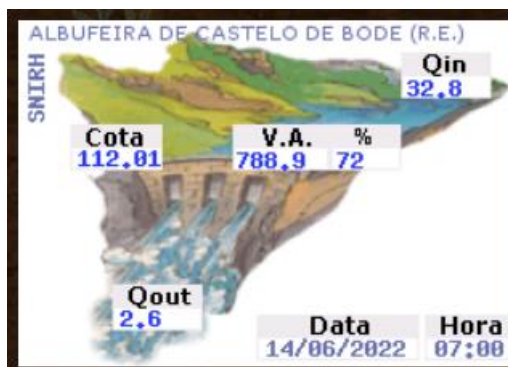 ALBUFEIRA DE CASTELO DE BODE (R.E.)
SNIRH
Qin
32.8
Cota
112.01
V.A. %
788.9 72
Qout
2.6
Data Hora
14/06/2022 07:00